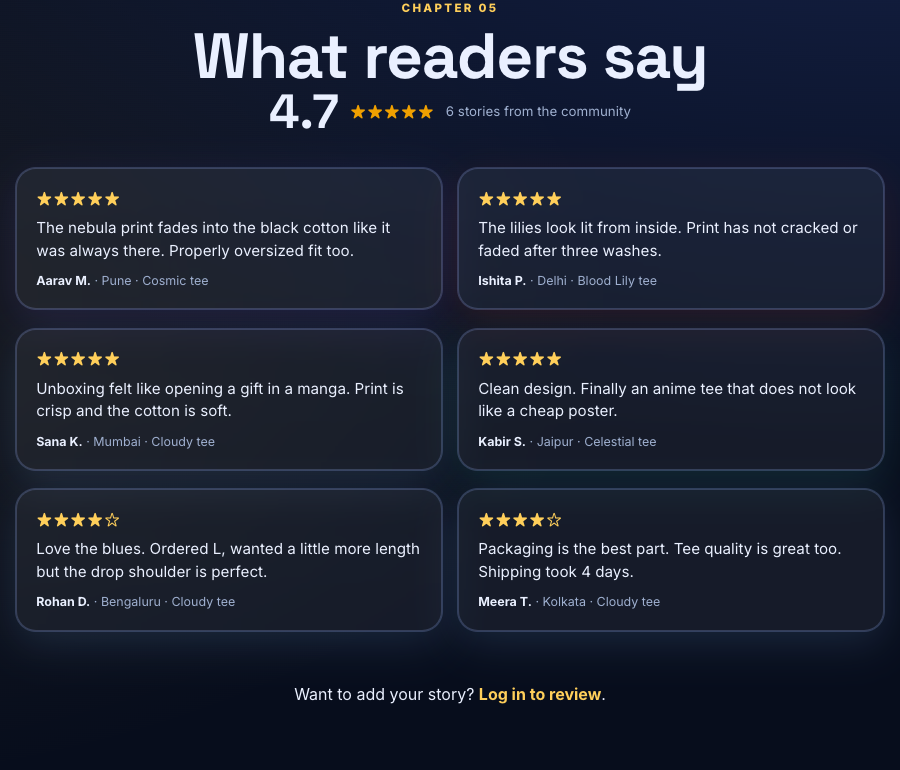 CHAPTER 05
What readers say
4.7 ★★★★★ 6 stories from the community
★★★★★
The nebula print fades into the black cotton like it
was always there. Properly oversized fit too.
Aarav M. · Pune · Cosmic tee
★★★★★
The lilies look lit from inside. Print has not cracked or
faded after three washes.
Ishita P. · Delhi · Blood Lily tee
★★★★★
Unboxing felt like opening a gift in a manga. Print is
crisp and the cotton is soft.
Sana K. · Mumbai · Cloudy tee
★★★★★
Clean design. Finally an anime tee that does not look
like a cheap poster.
Kabir S. · Jaipur · Celestial tee
★★★★☆
Love the blues. Ordered L, wanted a little more length
but the drop shoulder is perfect.
Rohan D. · Bengaluru · Cloudy tee
★★★★☆
Packaging is the best part. Tee quality is great too.
Shipping took 4 days.
Meera T. · Kolkata · Cloudy tee
Want to add your story? Log in to review.